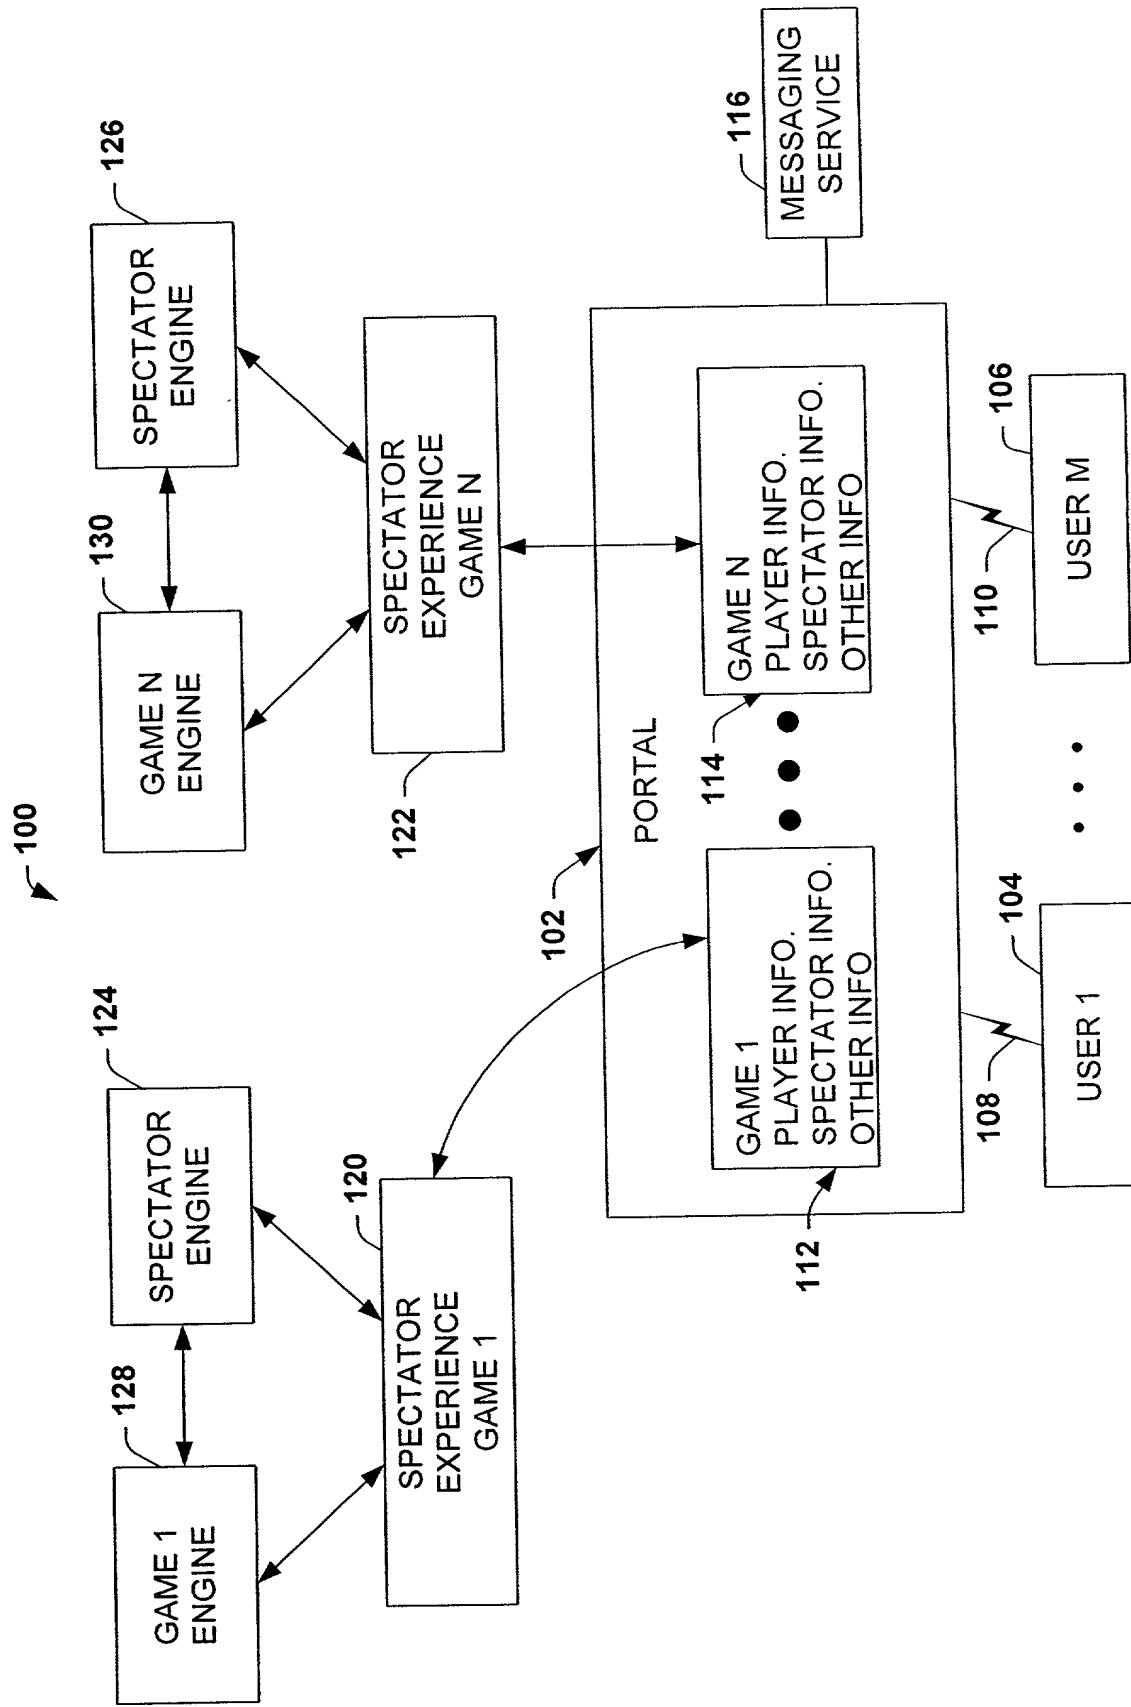 100
128
GAME 1
ENGINE
124
SPECTATOR
ENGINE
130
GAME N
ENGINE
126
SPECTATOR
ENGINE
120
SPECTATOR
EXPERIENCE
GAME 1
122
SPECTATOR
EXPERIENCE
GAME N
102
PORTAL
112
GAME 1
PLAYER INFO.
SPECTATOR INFO.
OTHER INFO
114
GAME N
PLAYER INFO.
SPECTATOR INFO.
OTHER INFO
116
MESSAGING
SERVICE
108
104
USER 1
110
106
USER M